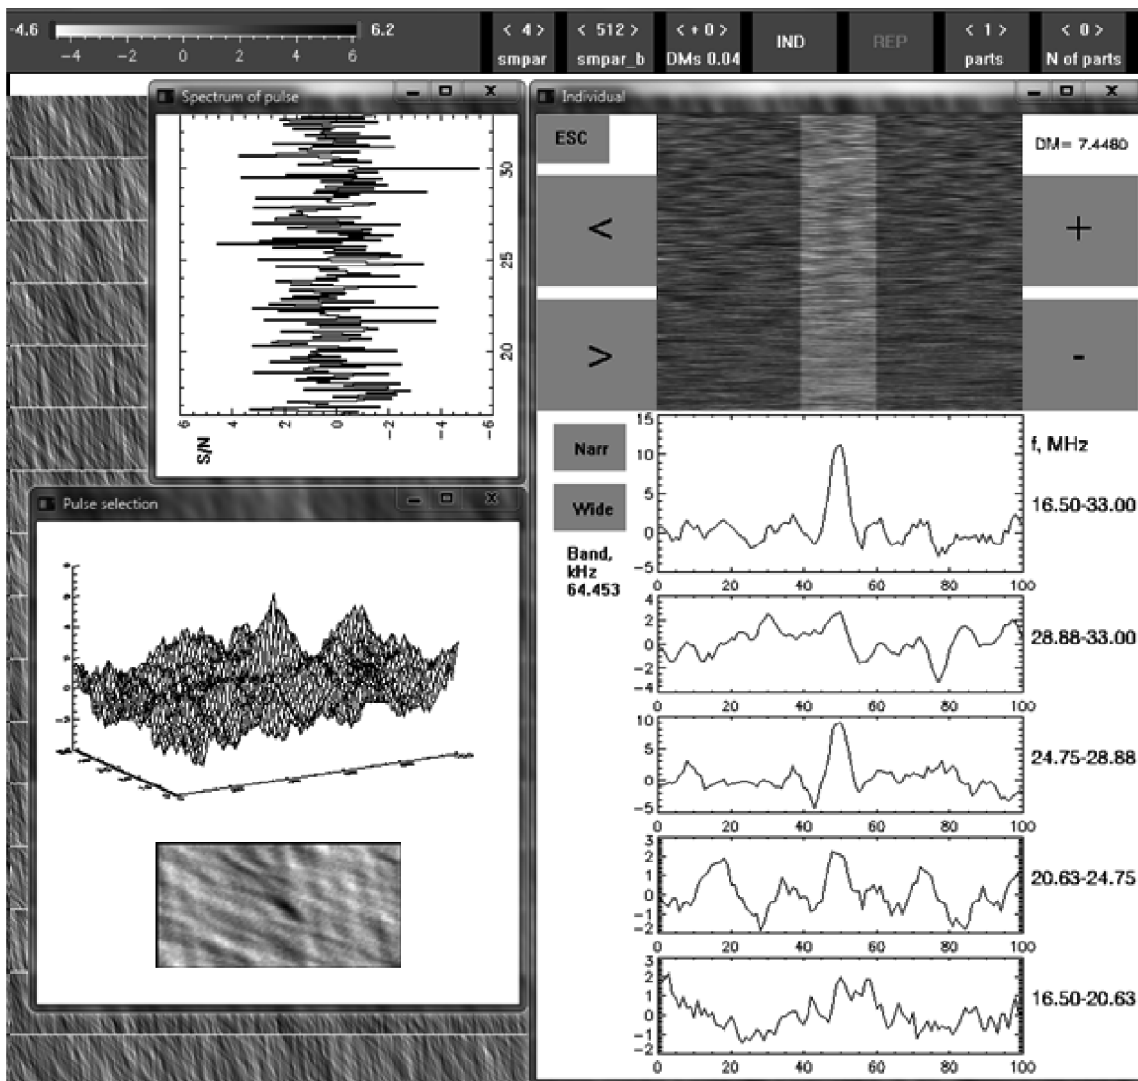 -4.6
6.2
-4 -2 0 2 4 6
< 4 >
smpar
< 512 >
smpar_b
< + 0 >
DMs 0.04
IND
REP
< 1 >
parts
< 0 >
N of parts
Spectrum of pulse
30
25
20
6 4 2 0 -2 -4 -6
S/N
Pulse selection
Individual
ESC
DM= 7.4480
<
+
>
-
Narr
Wide
Band,
kHz
64.453
f, MHz
15
10
5
0
-5
16.50-33.00
0 20 40 60 80 100
4
2
0
-2
-4
28.88-33.00
0 20 40 60 80 100
10
5
0
-5
24.75-28.88
0 20 40 60 80 100
3
2
1
0
-1
-2
20.63-24.75
0 20 40 60 80 100
3
2
1
0
-1
-2
16.50-20.63
0 20 40 60 80 100